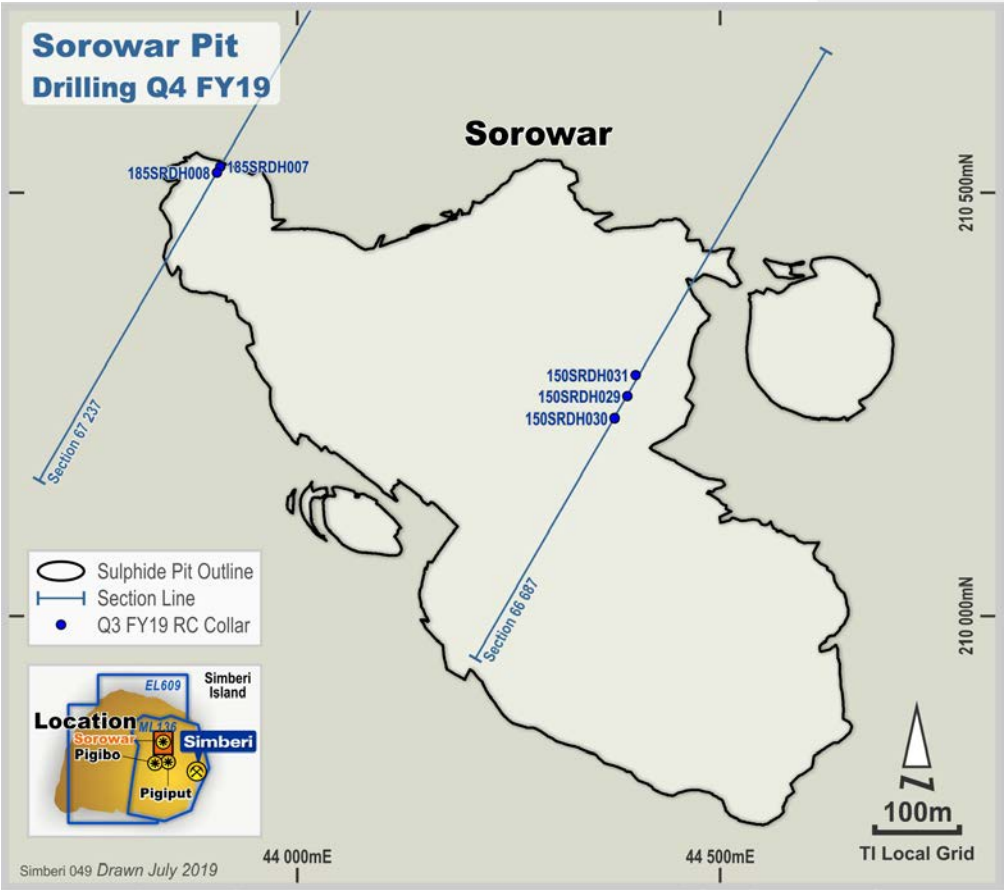 Sorowar Pit
Drilling Q4 FY19
Sorowar
185SRDH008
185SRDH007
210 500mN
150SRDH031
150SRDH029
150SRDH030
Section 67 237
Section 66 687
210 000mN
Sulphide Pit Outline
Section Line
Q3 FY19 RC Collar
EL609
Simberi
Island
Location
ML136
Sorowar
Simberi
Pigibo
Pigiput
N
100m
TI Local Grid
44 000mE
44 500mE
Simberi 049 Drawn July 2019